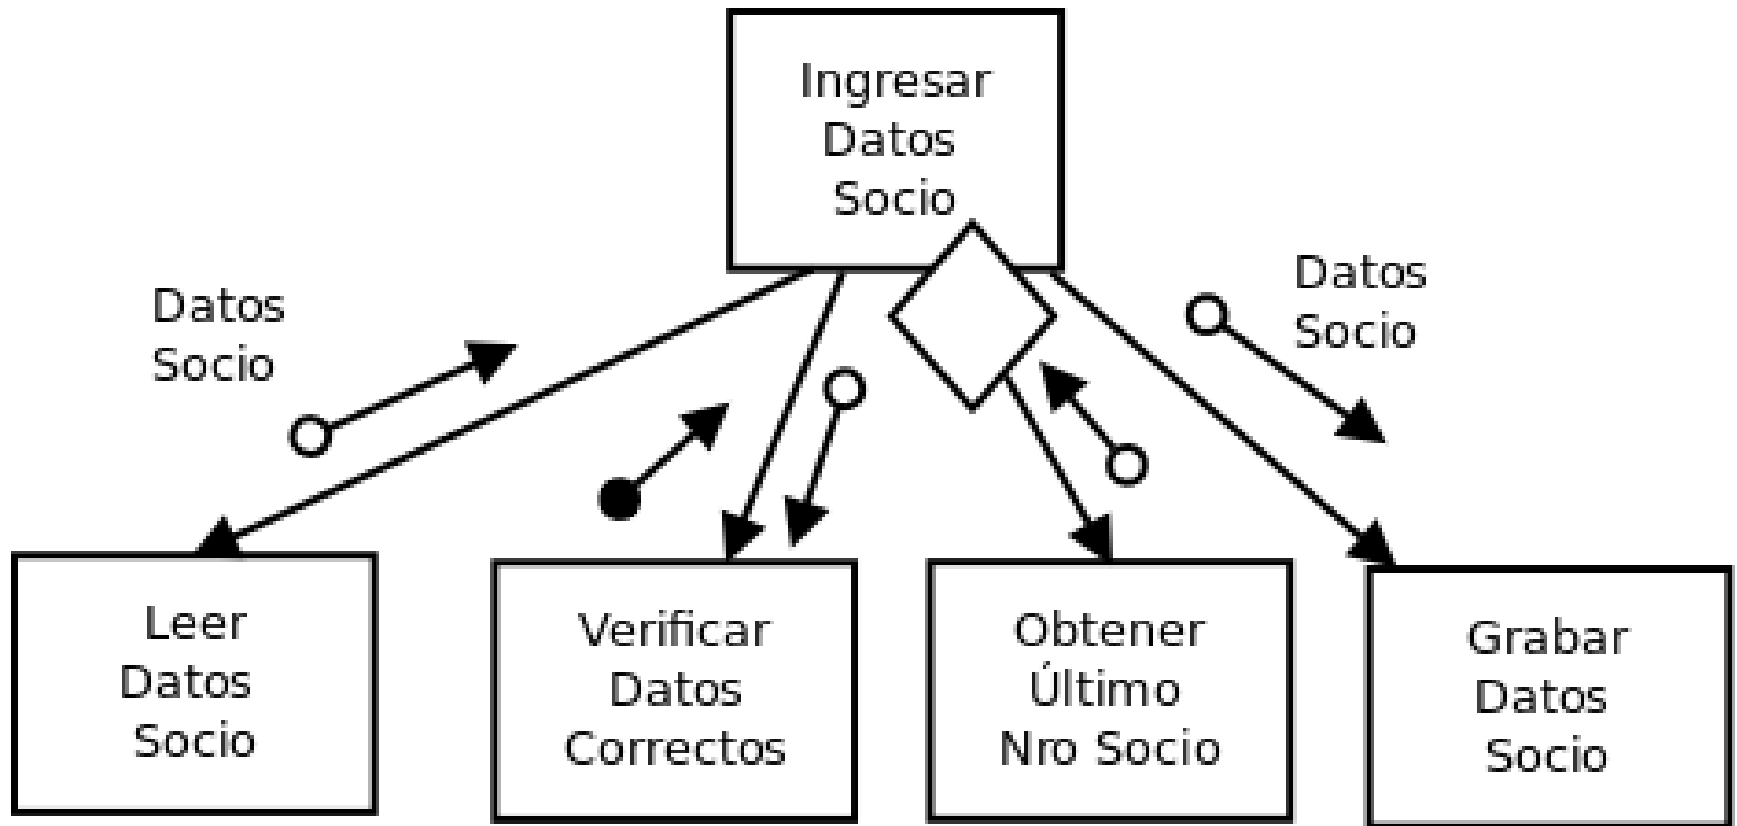 Ingresar
Datos
Socio
Datos
Socio
Datos
Socio
Leer
Datos
Socio
Verificar
Datos
Correctos
Obtener
Último
Nro Socio
Grabar
Datos
Socio